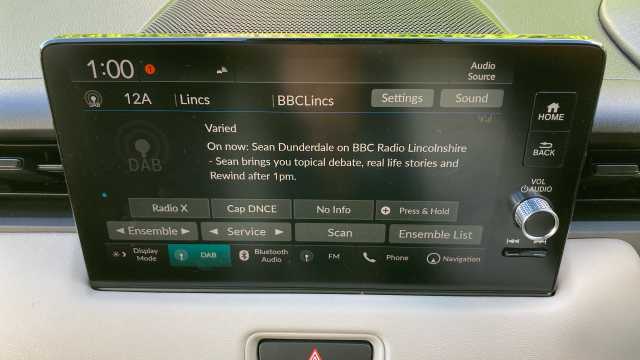 1:00 1 Audio
Source
12A Lincs BBCLincs Settings Sound
HOME
Varied
On now: Sean Dunderdale on BBC Radio Lincolnshire
- Sean brings you topical debate, real life stories and
Rewind after 1pm.
DAB
BACK
VOL
AUDIO
Radio X Cap DNCE No Info Press & Hold
Ensemble Service Scan Ensemble List
Display
Mode
DAB
Bluetooth
Audio
FM
Phone
Navigation